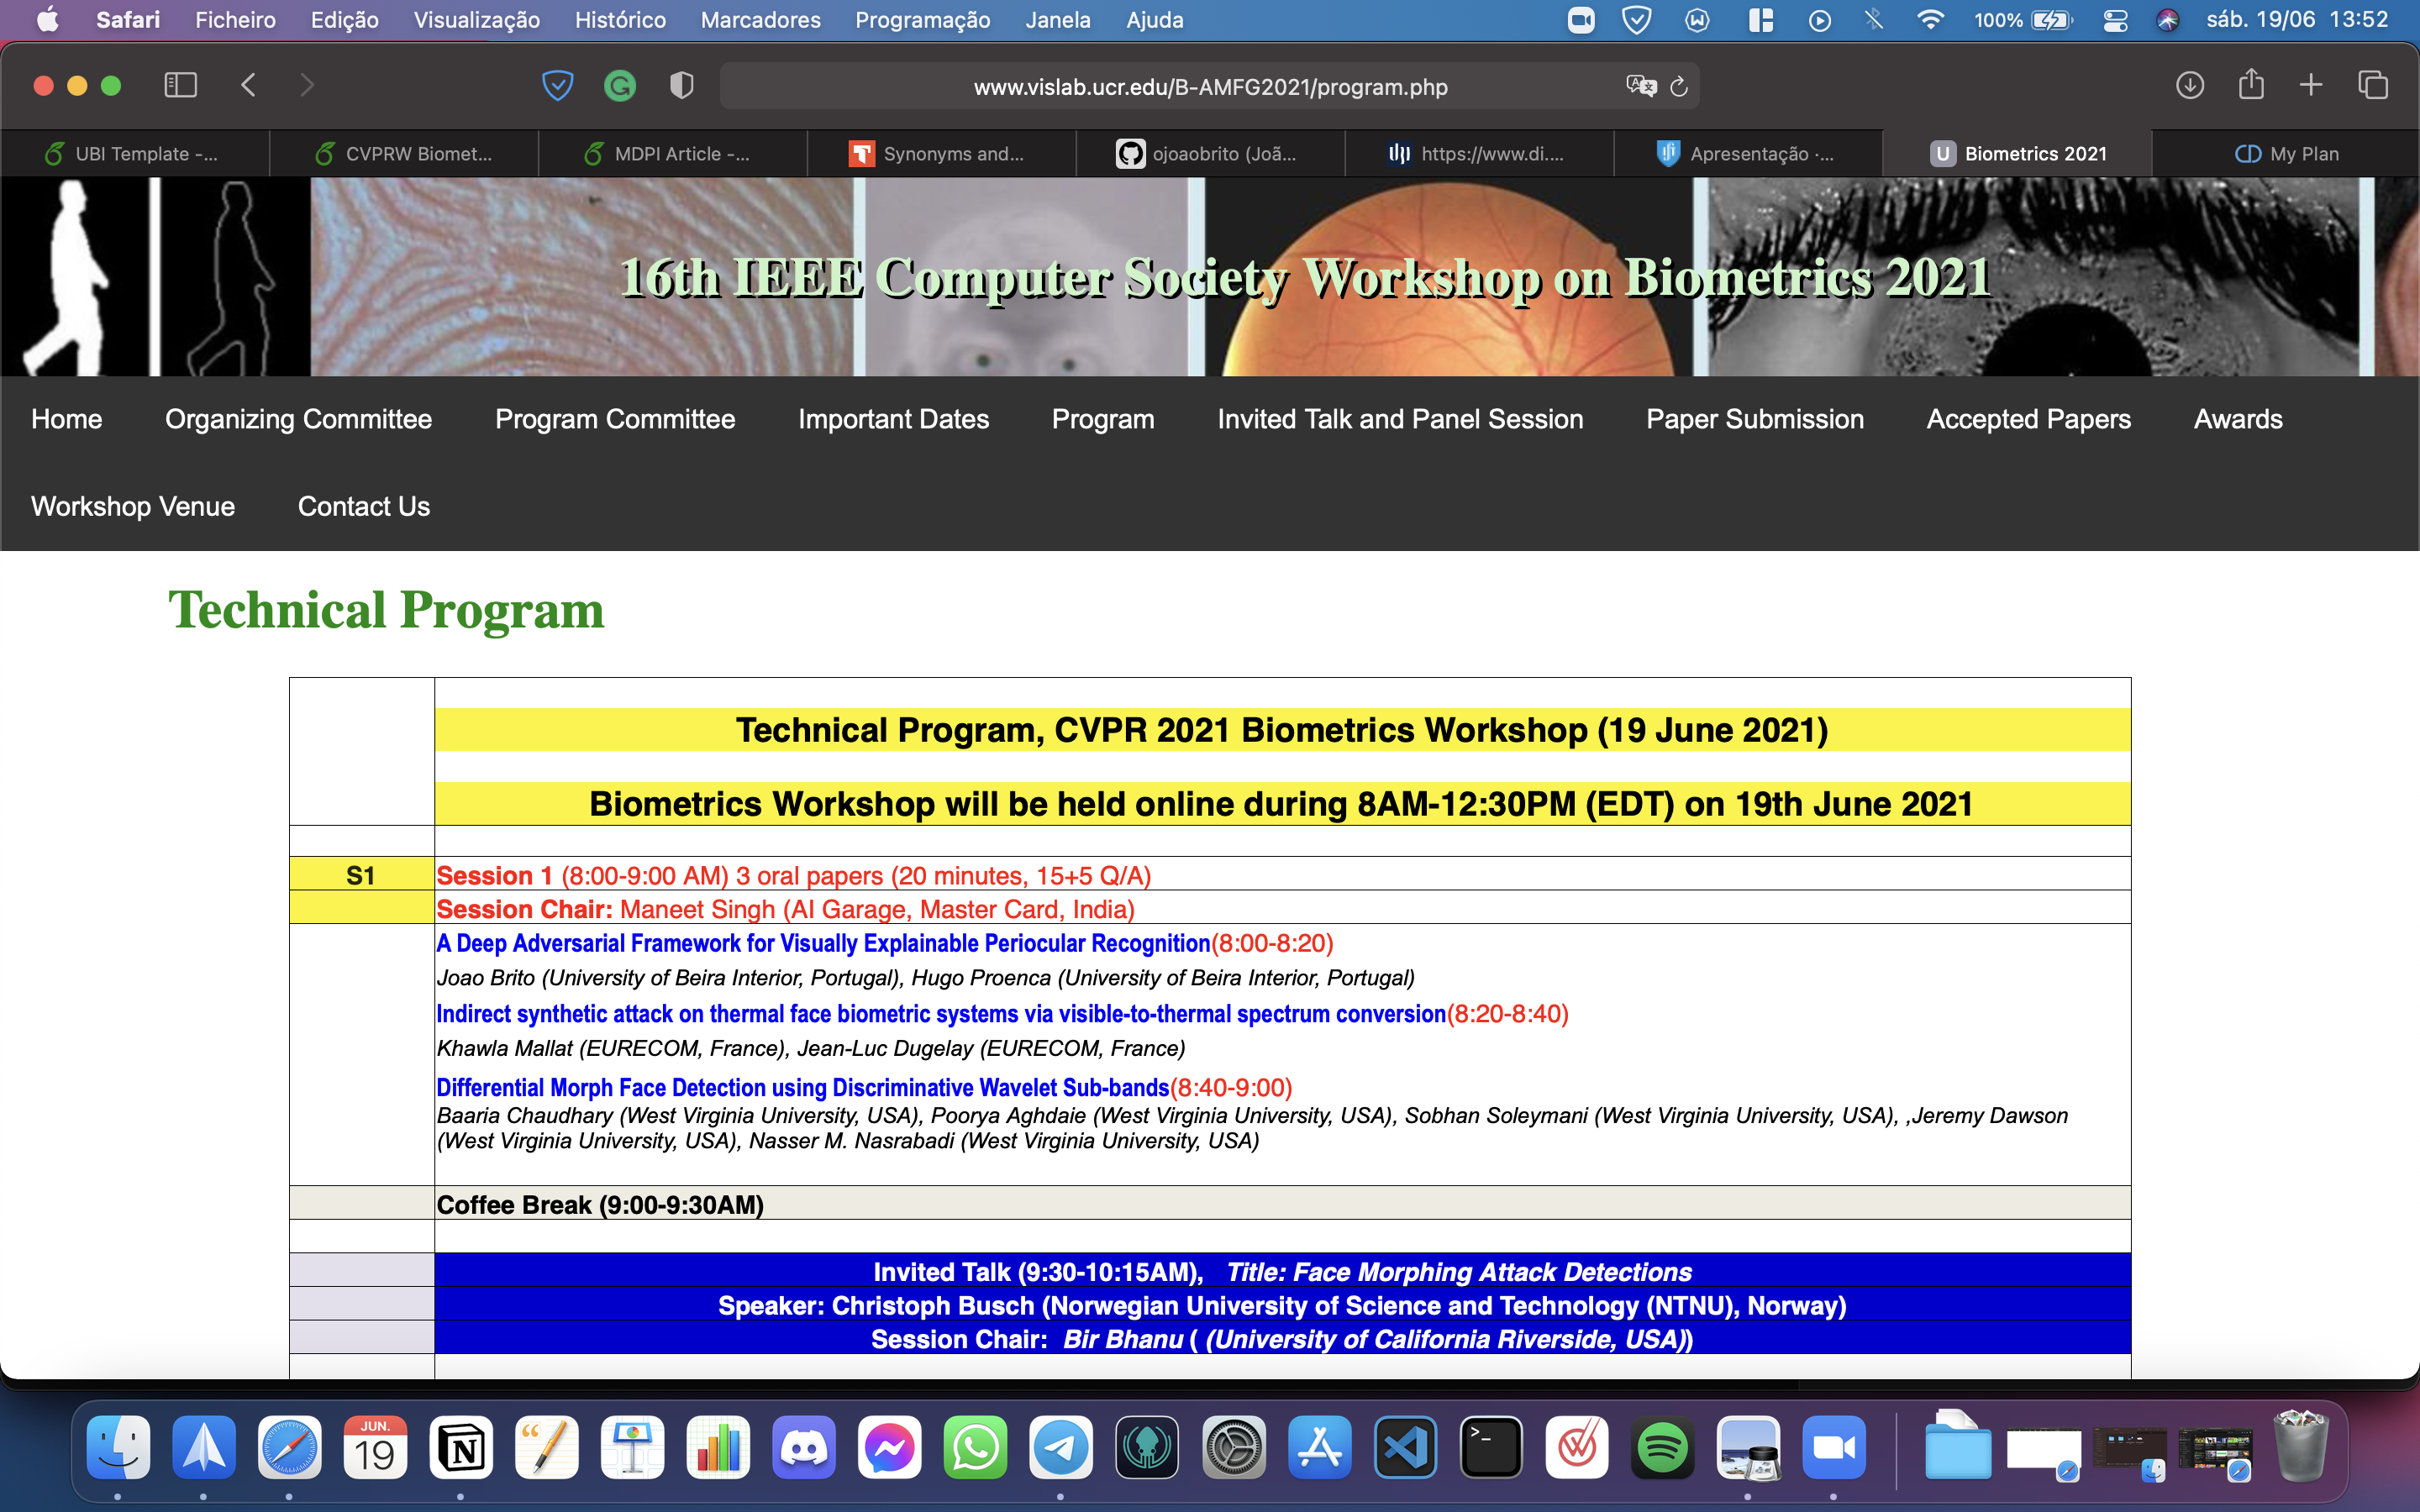 Safari Ficheiro Edição Visualização Histórico Marcadores Programação Janela Ajuda 100% sáb. 19/06 13:52
www.vislab.ucr.edu/B-AMFG2021/program.php
UBI Template -... CVPRW Biomet... MDPI Article -... Synonyms and... ojoaobrito (Joã... https://www.di.... Apresentação ·... Biometrics 2021 My Plan
16th IEEE Computer Society Workshop on Biometrics 2021
Home Organizing Committee Program Committee Important Dates Program Invited Talk and Panel Session Paper Submission Accepted Papers Awards
Workshop Venue Contact Us
Technical Program
Technical Program, CVPR 2021 Biometrics Workshop (19 June 2021)
Biometrics Workshop will be held online during 8AM-12:30PM (EDT) on 19th June 2021
S1 Session 1 (8:00-9:00 AM) 3 oral papers (20 minutes, 15+5 Q/A)
Session Chair: Maneet Singh (AI Garage, Master Card, India)
A Deep Adversarial Framework for Visually Explainable Periocular Recognition(8:00-8:20)
Joao Brito (University of Beira Interior, Portugal), Hugo Proenca (University of Beira Interior, Portugal)
Indirect synthetic attack on thermal face biometric systems via visible-to-thermal spectrum conversion(8:20-8:40)
Khawla Mallat (EURECOM, France), Jean-Luc Dugelay (EURECOM, France)
Differential Morph Face Detection using Discriminative Wavelet Sub-bands(8:40-9:00)
Baaria Chaudhary (West Virginia University, USA), Poorya Aghdaie (West Virginia University, USA), Sobhan Soleymani (West Virginia University, USA), ,Jeremy Dawson
(West Virginia University, USA), Nasser M. Nasrabadi (West Virginia University, USA)
Coffee Break (9:00-9:30AM)
Invited Talk (9:30-10:15AM), Title: Face Morphing Attack Detections
Speaker: Christoph Busch (Norwegian University of Science and Technology (NTNU), Norway)
Session Chair: Bir Bhanu ( (University of California Riverside, USA))
JUN.
19